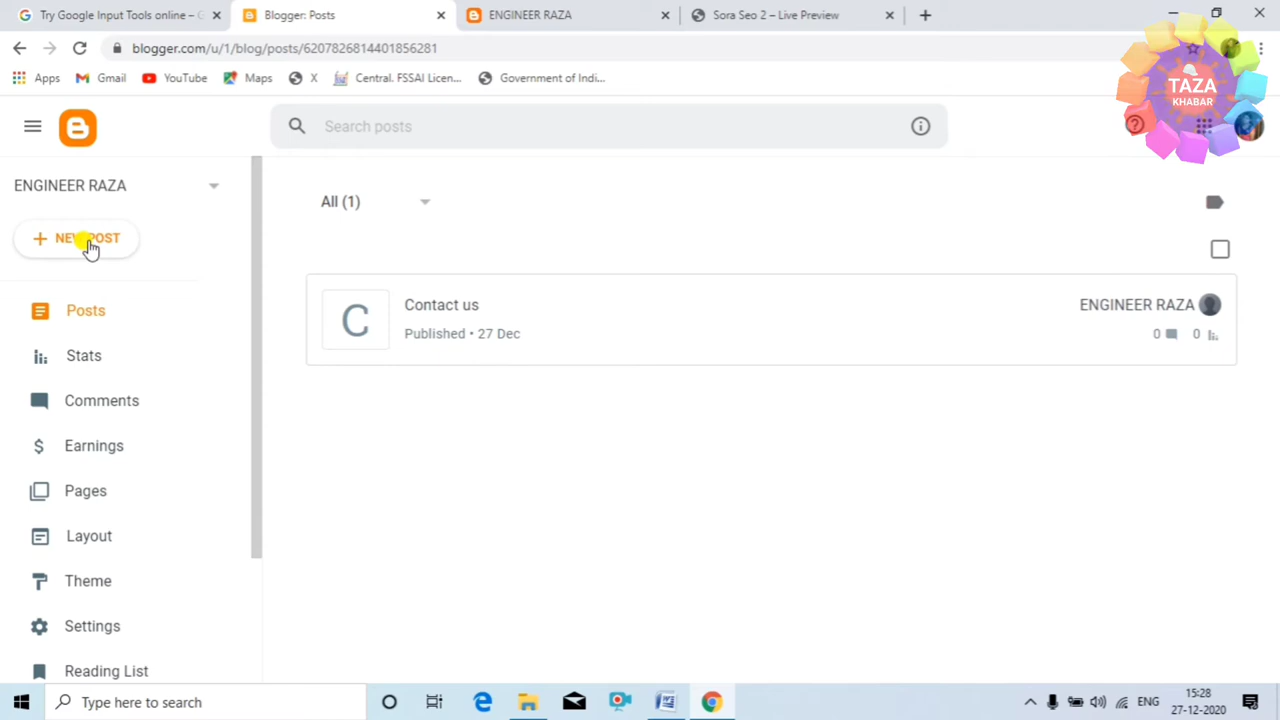 Try Google Input Tools online – G
Blogger: Posts
ENGINEER RAZA
Sora Seo 2 – Live Preview
blogger.com/u/1/blog/posts/6207826814401856281
Apps
Gmail
YouTube
Maps
X
Central. FSSAI Licen...
Government of Indi...
TAZA
KHABAR
Search posts
ENGINEER RAZA
NEW POST
All (1)
Posts
C
Contact us
ENGINEER RAZA
Published • 27 Dec
0
0
Stats
Comments
Earnings
Pages
Layout
Theme
Settings
Reading List
Type here to search
ENG
15:28
27-12-2020